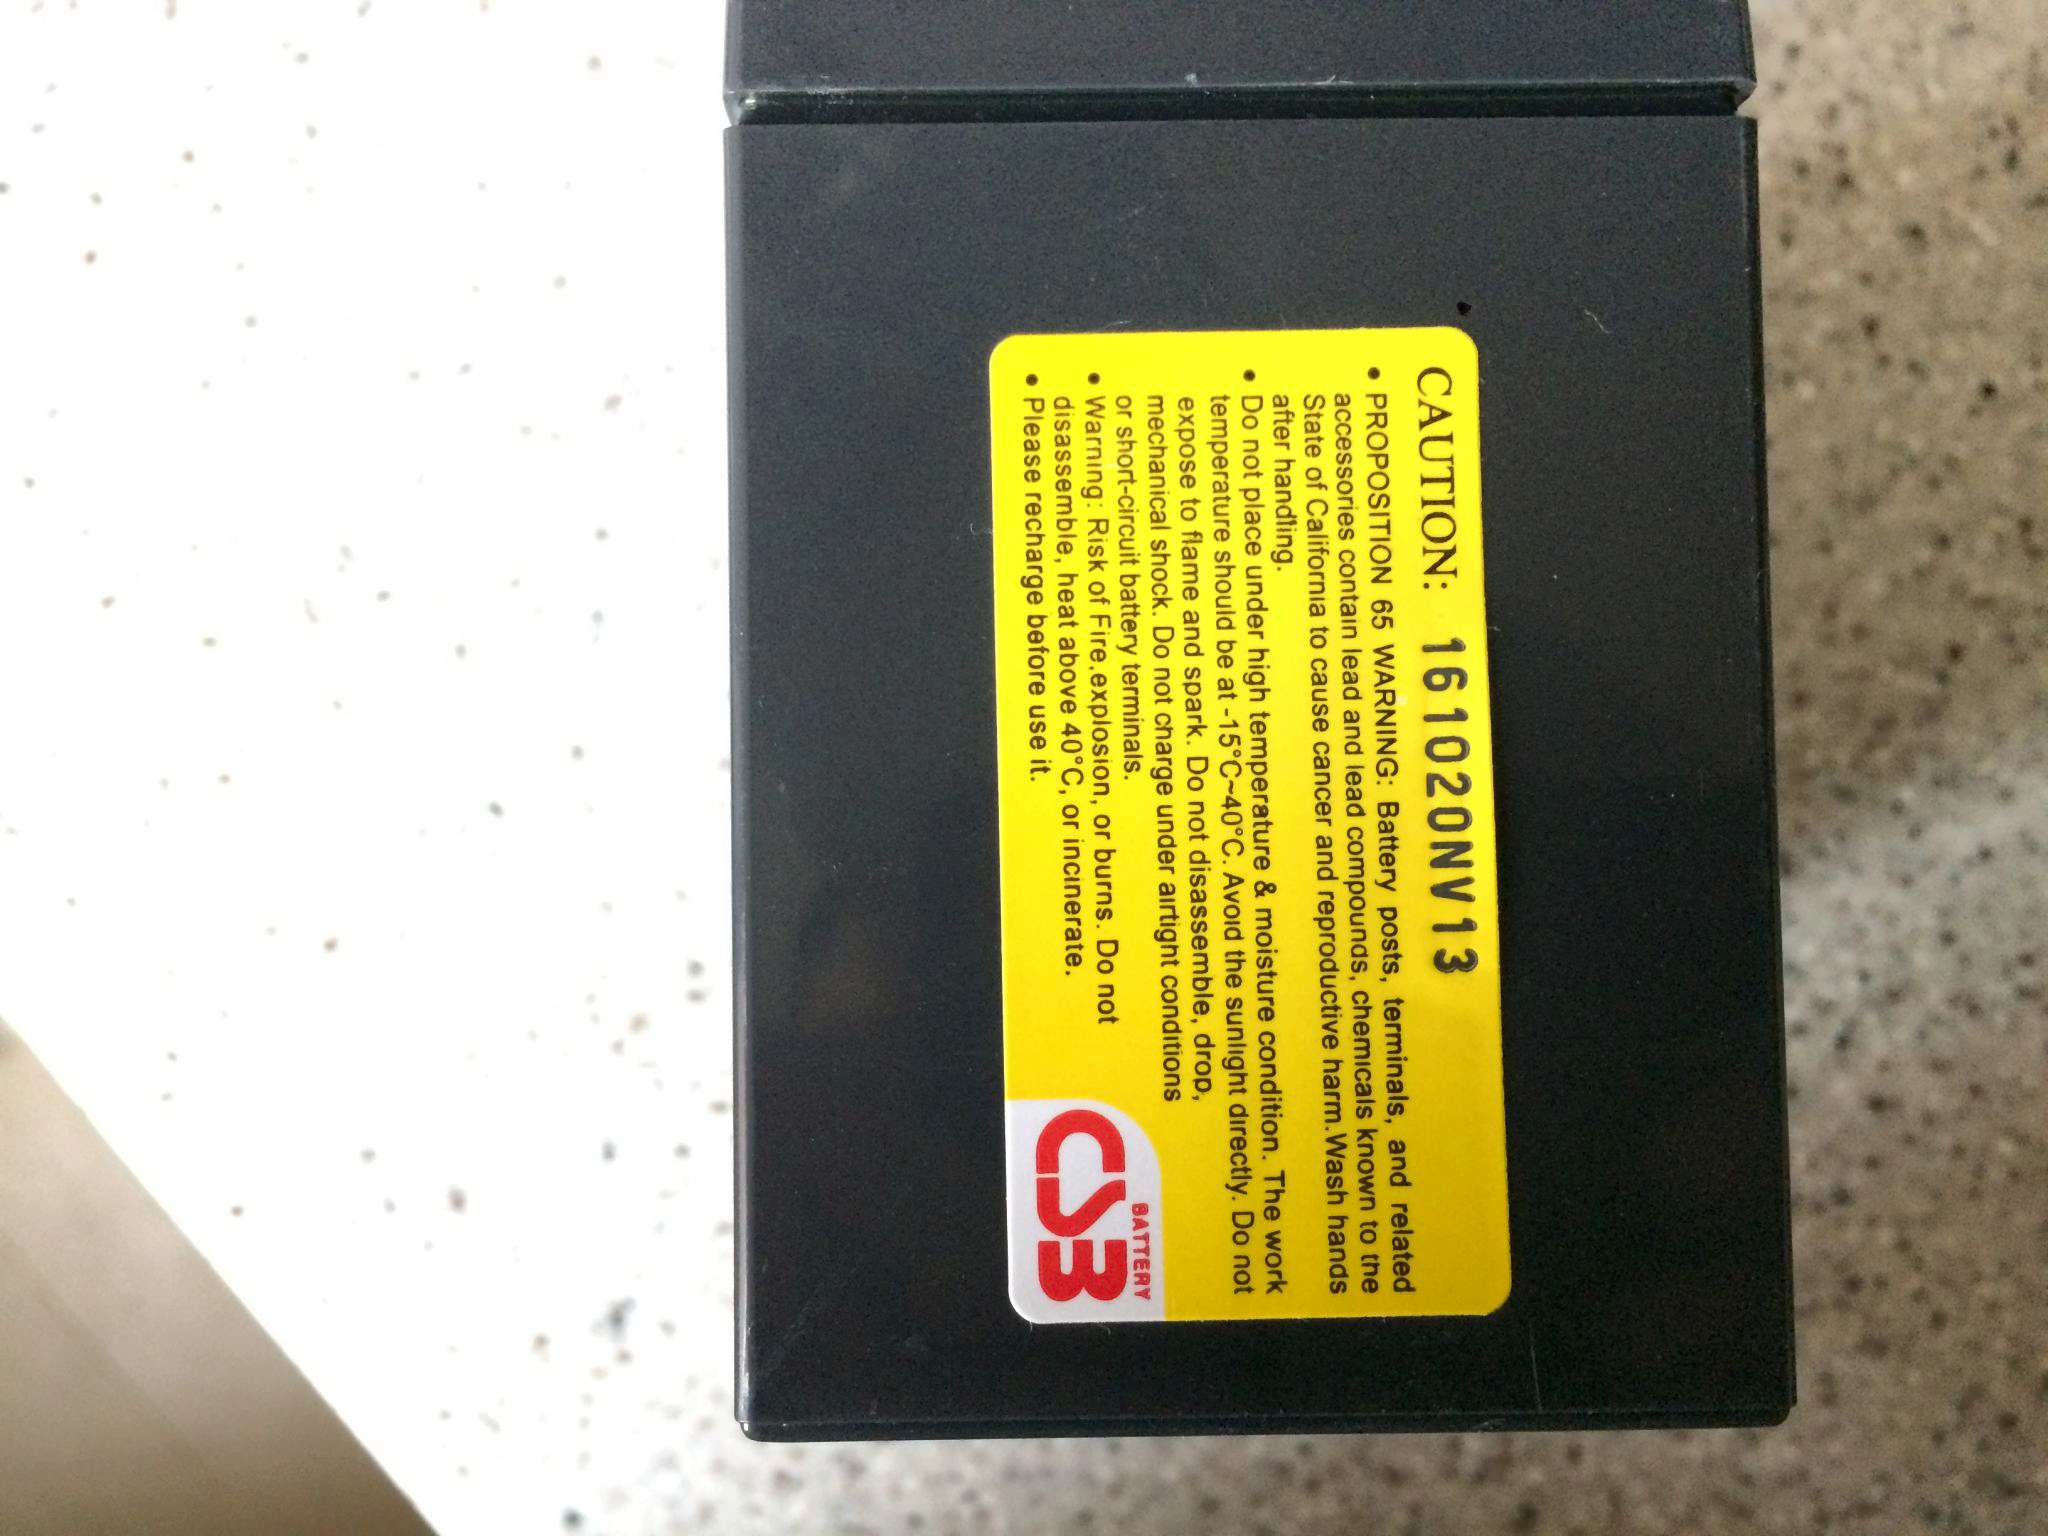 CAUTION: 161020NV13
• PROPOSITION 65 WARNING: Battery posts, terminals, and related
accessories contain lead and lead compounds, chemicals known to the
State of California to cause cancer and reproductive harm.Wash hands
after handling.
• Do not place under high temperature & moisture condition. The work
temperature should be at -15°C~40°C. Avoid the sunlight directly. Do not
expose to flame and spark. Do not disassemble, drop,
mechanical shock. Do not charge under airtight conditions
or short-circuit battery terminals.
• Warning: Risk of Fire.explosion, or burns. Do not
disassemble, heat above 40°C, or incinerate.
• Please recharge before use it.
BATTERY
CSB